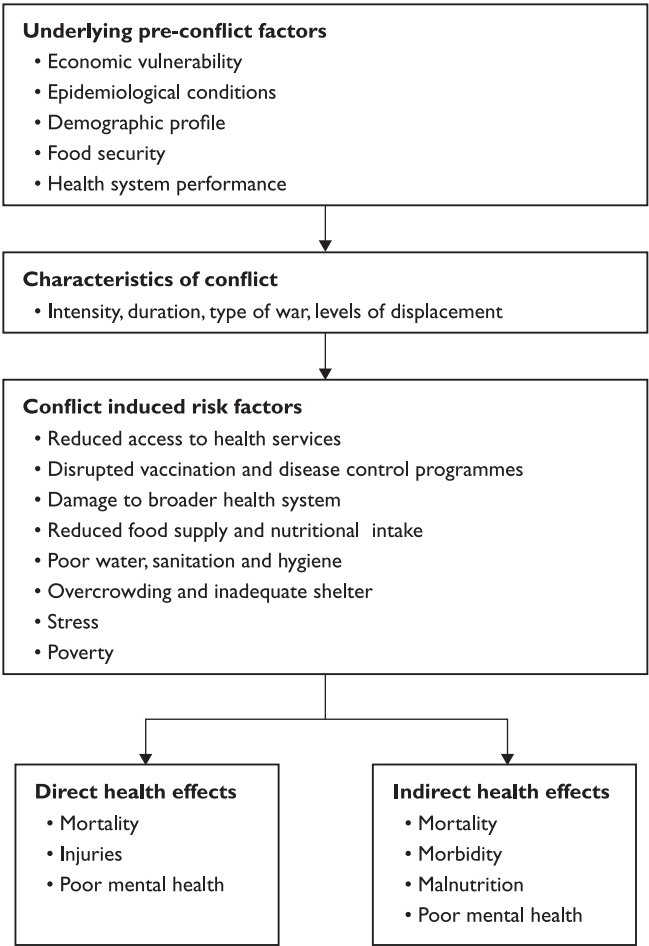 Underlying pre-conflict factors
• Economic vulnerability
• Epidemiological conditions
• Demographic profile
• Food security
• Health system performance
Characteristics of conflict
• Intensity, duration, type of war, levels of displacement
Conflict induced risk factors
• Reduced access to health services
• Disrupted vaccination and disease control programmes
• Damage to broader health system
• Reduced food supply and nutritional intake
• Poor water, sanitation and hygiene
• Overcrowding and inadequate shelter
• Stress
• Poverty
Direct health effects
• Mortality
• Injuries
• Poor mental health
Indirect health effects
• Mortality
• Morbidity
• Malnutrition
• Poor mental health